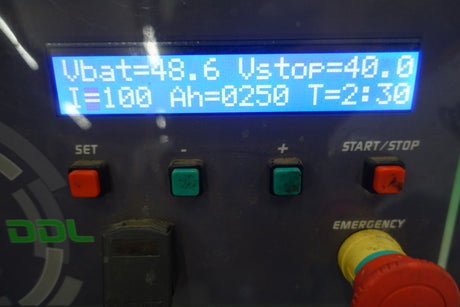 Vbat=48.6 Vstop=40.0
I=100 Ah=0250 T=2:30
SET - + START/STOP
DDL
EMERGENCY